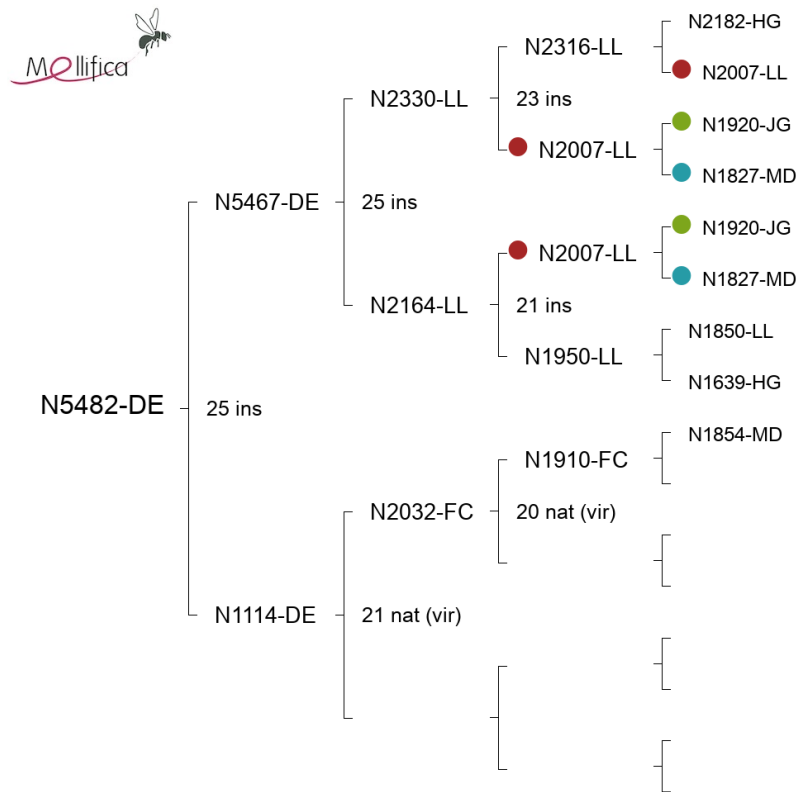 Mellifica
N2182-HG
N2316-LL
N2007-LL
N2330-LL
23 ins
N1920-JG
N2007-LL
N1827-MD
N5467-DE
25 ins
N1920-JG
N2007-LL
N1827-MD
N2164-LL
21 ins
N1850-LL
N1950-LL
N1639-HG
N5482-DE
25 ins
N1854-MD
N1910-FC
N2032-FC
20 nat (vir)
N1114-DE
21 nat (vir)